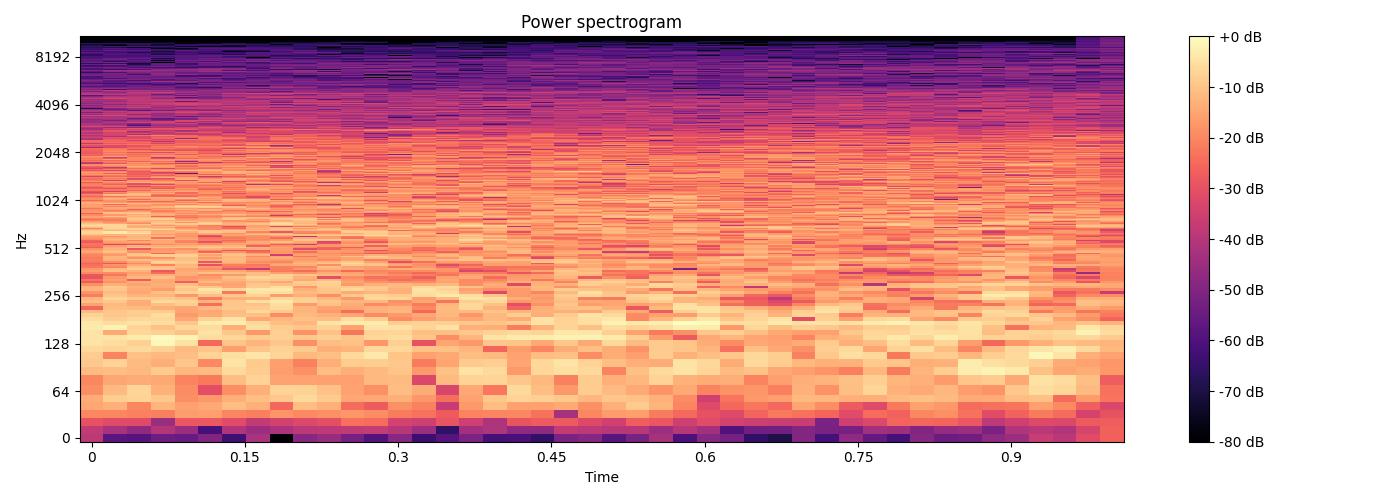 Power spectrogram
Hz
8192
4096
2048
1024
512
256
128
64
0
0 0.15 0.3 0.45 0.6 0.75 0.9
Time
+0 dB
-10 dB
-20 dB
-30 dB
-40 dB
-50 dB
-60 dB
-70 dB
-80 dB